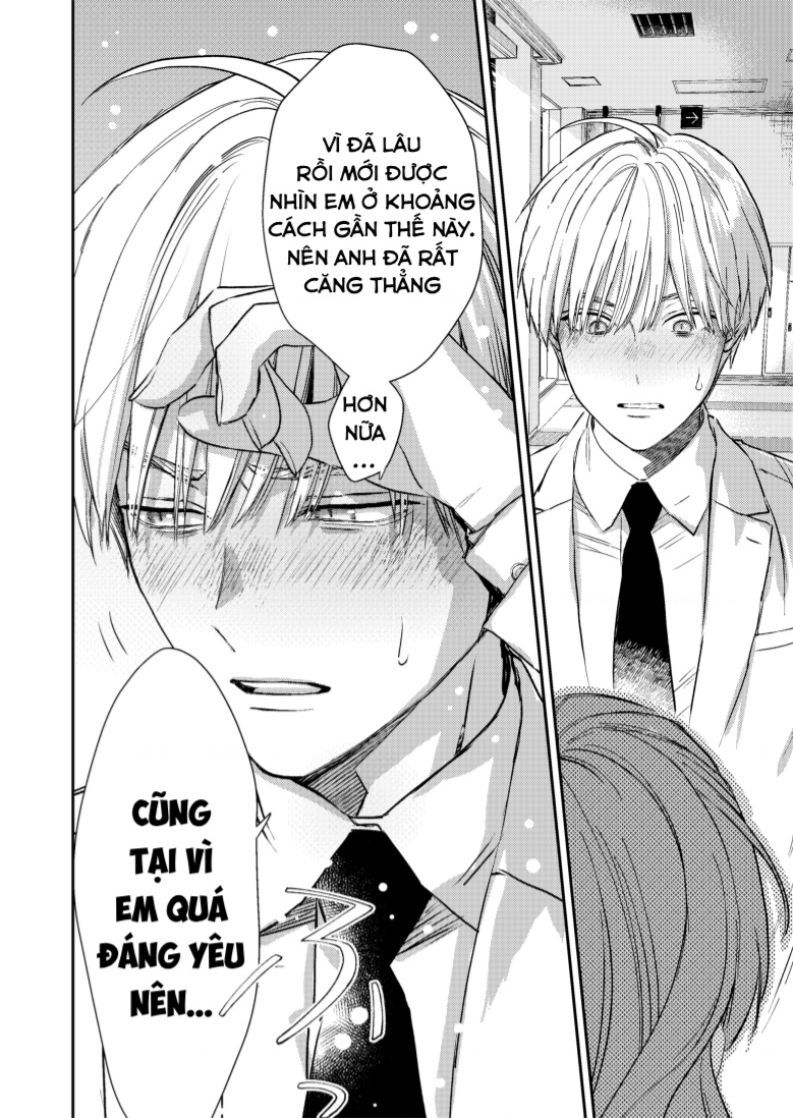 VÌ ĐÃ LÂU
RỒI MỚI ĐƯỢC
NHÌN EM Ở KHOẢNG
CÁCH GẦN THẾ NÀY.
NÊN ANH ĐÃ RẤT
CĂNG THẲNG
HƠN
NỮA
...
CŨNG
TẠI VÌ
EM QUÁ
ĐÁNG YÊU
NÊN...